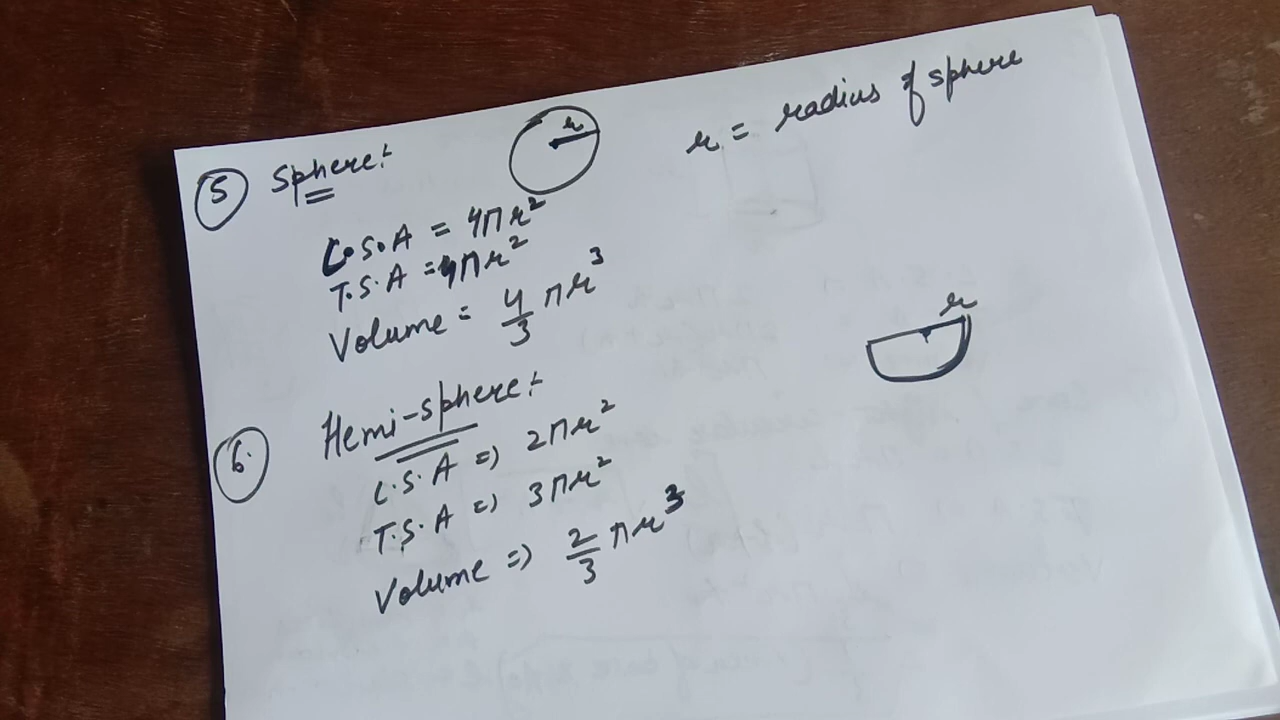 5 Sphere:-
r
r = radius of sphere
C.S.A = 4πr²
T.S.A = 4πr²
Volume = 4/3 πr³
r
6. Hemi-sphere:-
C.S.A => 2πr²
T.S.A => 3πr²
Volume => 2/3 πr³